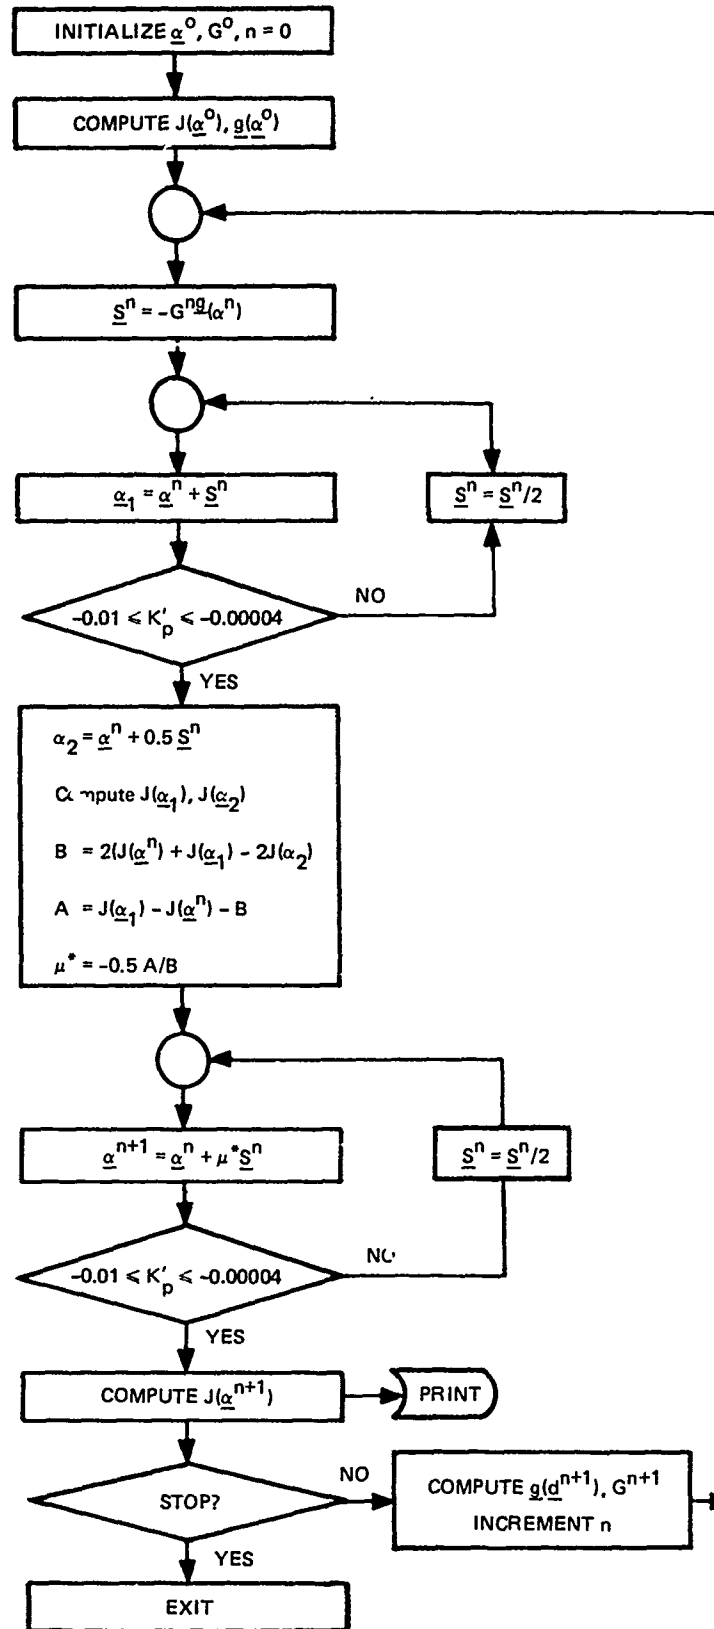 INITIALIZE α⁰, G⁰, n = 0
COMPUTE J(α⁰), g(α⁰)
Sⁿ = -Gⁿᵍ(αⁿ)
α₁ = αⁿ + Sⁿ
Sⁿ = Sⁿ/2
-0.01 ⩽ K'p ⩽ -0.00004
NO
YES
α₂ = αⁿ + 0.5 Sⁿ
Compute J(α₁), J(α₂)
B = 2(J(αⁿ) + J(α₁) - 2J(α₂)
A = J(α₁) - J(αⁿ) - B
μ* = -0.5 A/B
αⁿ⁺¹ = αⁿ + μ*Sⁿ
Sⁿ = Sⁿ/2
-0.01 ⩽ K'p ⩽ -0.00004
NO
YES
COMPUTE J(αⁿ⁺¹)
PRINT
STOP?
NO
COMPUTE g(dⁿ⁺¹), Gⁿ⁺¹
INCREMENT n
YES
EXIT